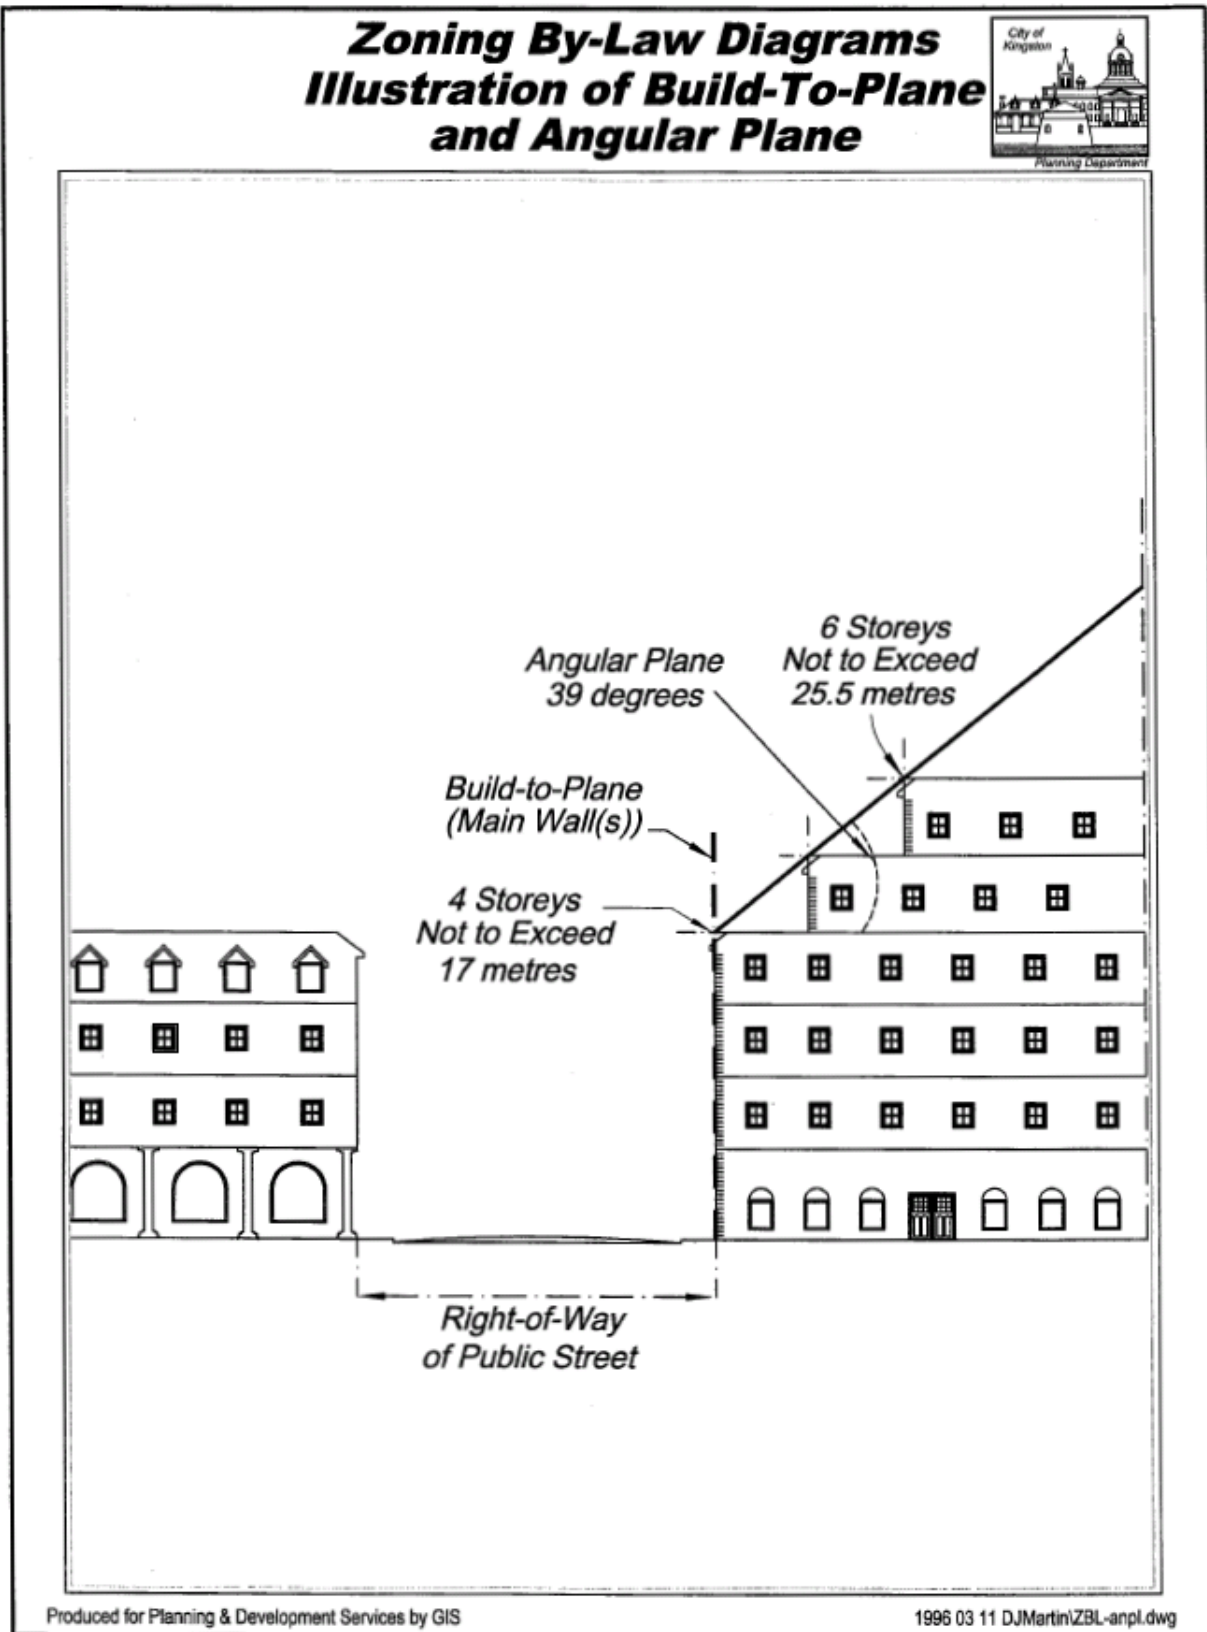 Zoning By-Law Diagrams
Illustration of Build-To-Plane
and Angular Plane
City of
Kingston
Planning Department
6 Storeys
Not to Exceed
25.5 metres
Angular Plane
39 degrees
Build-to-Plane
(Main Wall(s))
4 Storeys
Not to Exceed
17 metres
Right-of-Way
of Public Street
Produced for Planning & Development Services by GIS
1996 03 11 DJMartin\ZBL-anpl.dwg